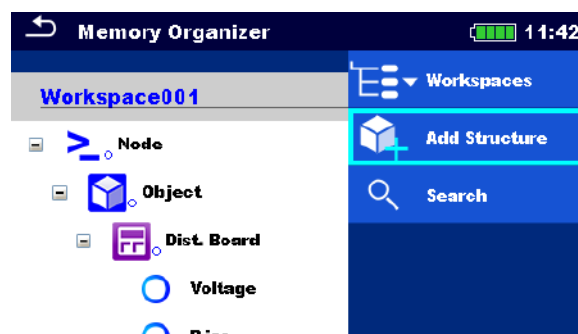 Memory Organizer 11:42
Workspace001
Node
Object
Dist. Board
Voltage
Workspaces
Add Structure
Search